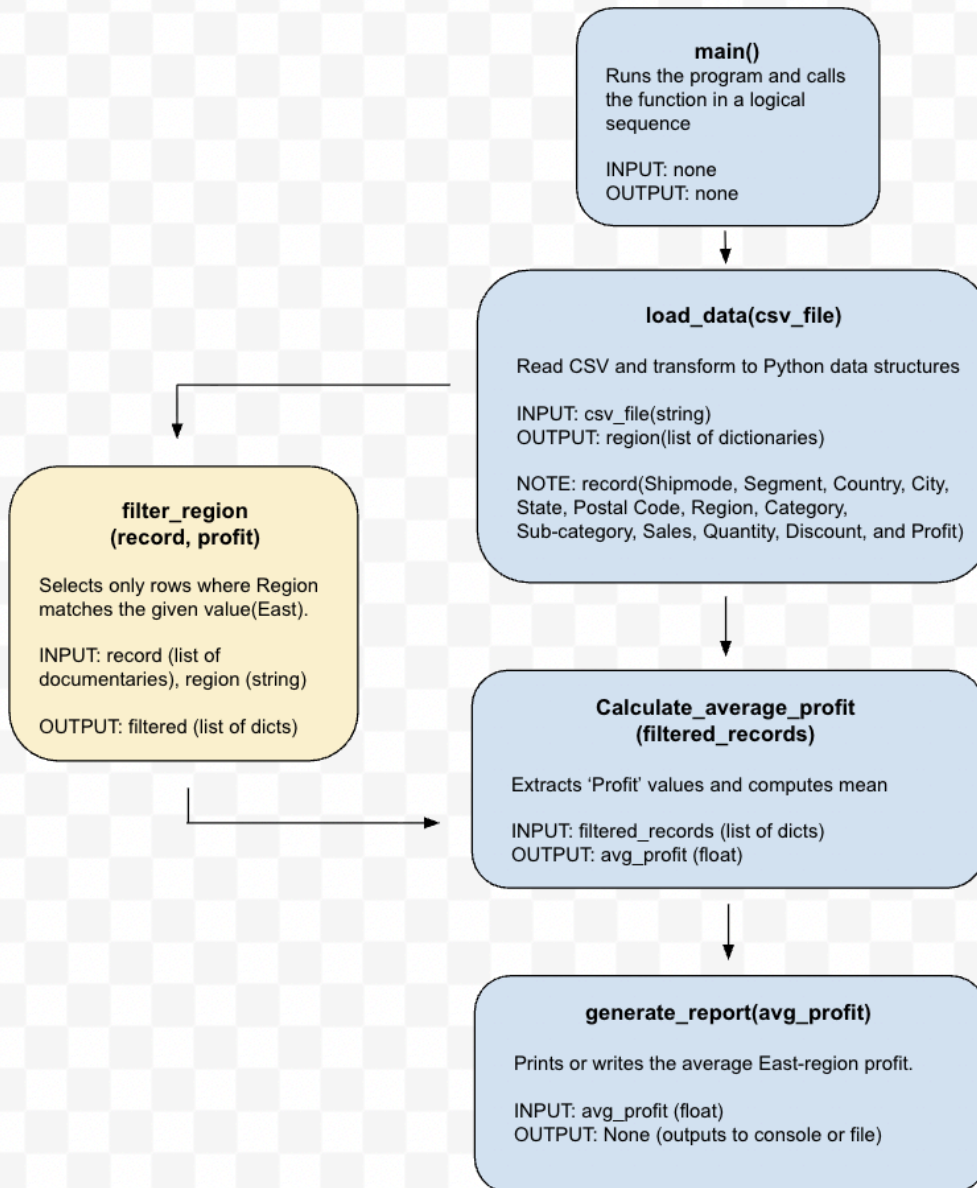 main()
Runs the program and calls
the function in a logical
sequence
INPUT: none
OUTPUT: none
load_data(csv_file)
Read CSV and transform to Python data structures
INPUT: csv_file(string)
OUTPUT: region(list of dictionaries)
NOTE: record(Shipmode, Segment, Country, City,
State, Postal Code, Region, Category,
Sub-category, Sales, Quantity, Discount, and Profit)
filter_region
(record, profit)
Selects only rows where Region
matches the given value(East).
INPUT: record (list of
documentaries), region (string)
OUTPUT: filtered (list of dicts)
Calculate_average_profit
(filtered_records)
Extracts ‘Profit’ values and computes mean
INPUT: filtered_records (list of dicts)
OUTPUT: avg_profit (float)
generate_report(avg_profit)
Prints or writes the average East-region profit.
INPUT: avg_profit (float)
OUTPUT: None (outputs to console or file)